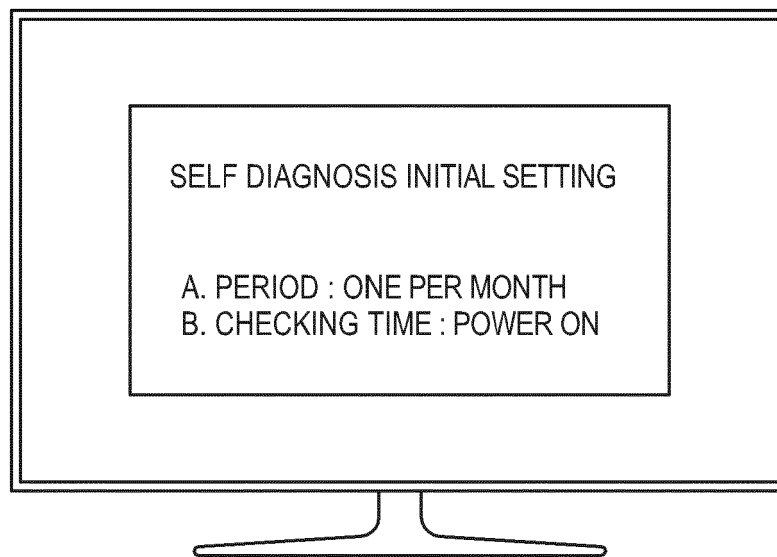 SELF DIAGNOSIS INITIAL SETTING
A. PERIOD : ONE PER MONTH
B. CHECKING TIME : POWER ON